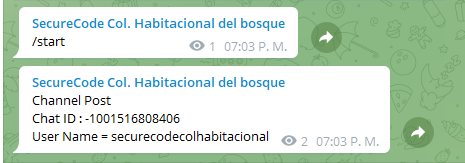 SecureCode Col. Habitacional del bosque
/start
1 07:03 P. M.
SecureCode Col. Habitacional del bosque
Channel Post
Chat ID : -1001516808406
User Name = securecodecolhabitacional
2 07:03 P. M.